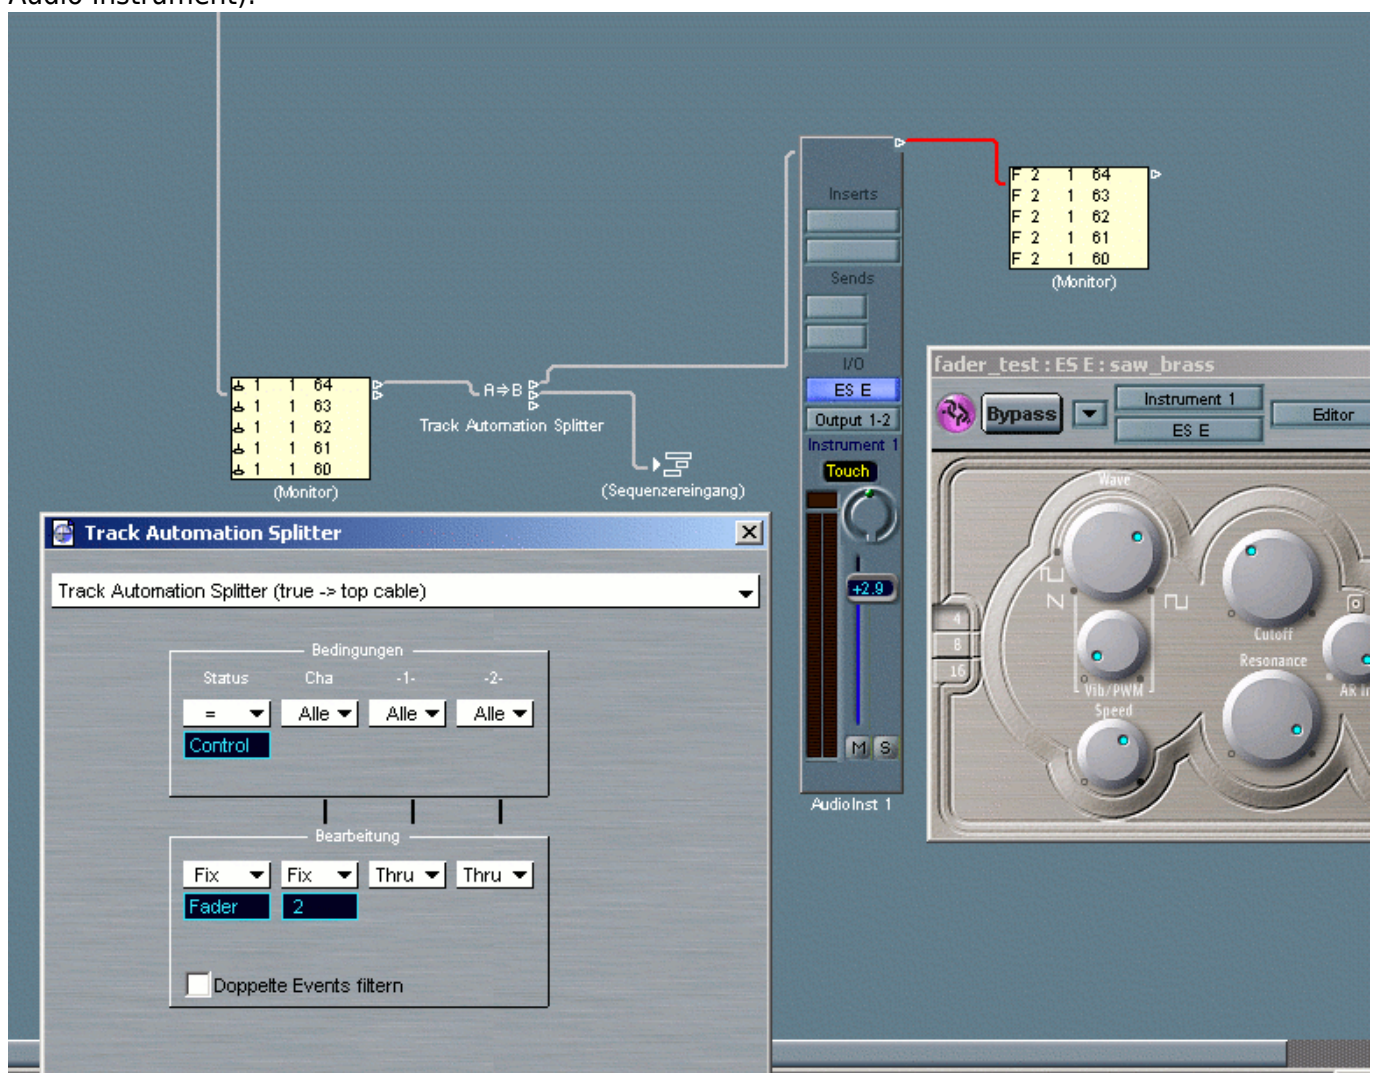 Audio Instrument).
F 2 1 64
F 2 1 63
F 2 1 62
F 2 1 61
F 2 1 60
(Monitor)
Inserts
Sends
I/O
ES E
Output 1-2
Instrument 1
Touch
+2.9
M S
AudioInst 1
1 1 64
1 1 63
1 1 62
1 1 61
1 1 60
(Monitor)
A⇒B
Track Automation Splitter
(Sequenzereingang)
fader_test : ES E : saw_brass
Bypass
Instrument 1
ES E
Editor
Wave
4
8
16
N
Vib/PWM
Speed
Cutoff
Resonance
Track Automation Splitter
Track Automation Splitter (true -> top cable)
Bedingungen
Status Cha -1- -2-
= Alle Alle Alle
Control
Bearbeitung
Fix Fix Thru Thru
Fader 2
Doppelte Events filtern